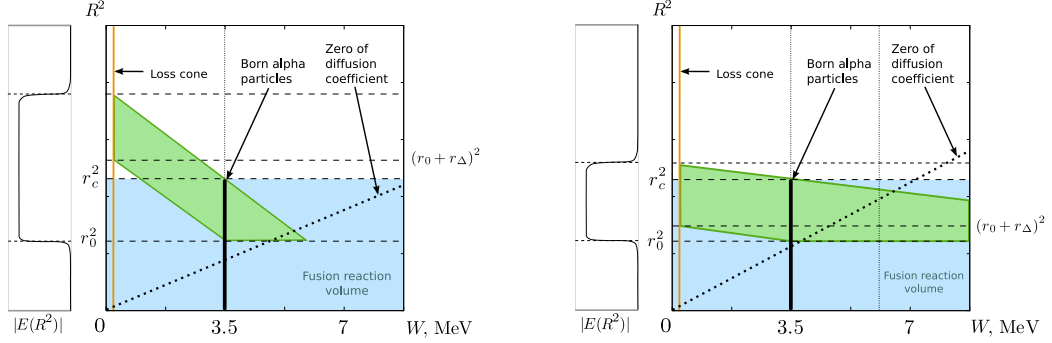 R²
Loss cone
Born alpha
particles
Zero of
diffusion
coefficient
(r₀ + r_Δ)²
r_c²
r₀²
Fusion reaction
volume
|E(R²)|
0
3.5
7
W, MeV
R²
Loss cone
Born alpha
particles
Zero of
diffusion
coefficient
r_c²
r₀²
(r₀ + r_Δ)²
Fusion reaction
volume
|E(R²)|
0
3.5
7
W, MeV